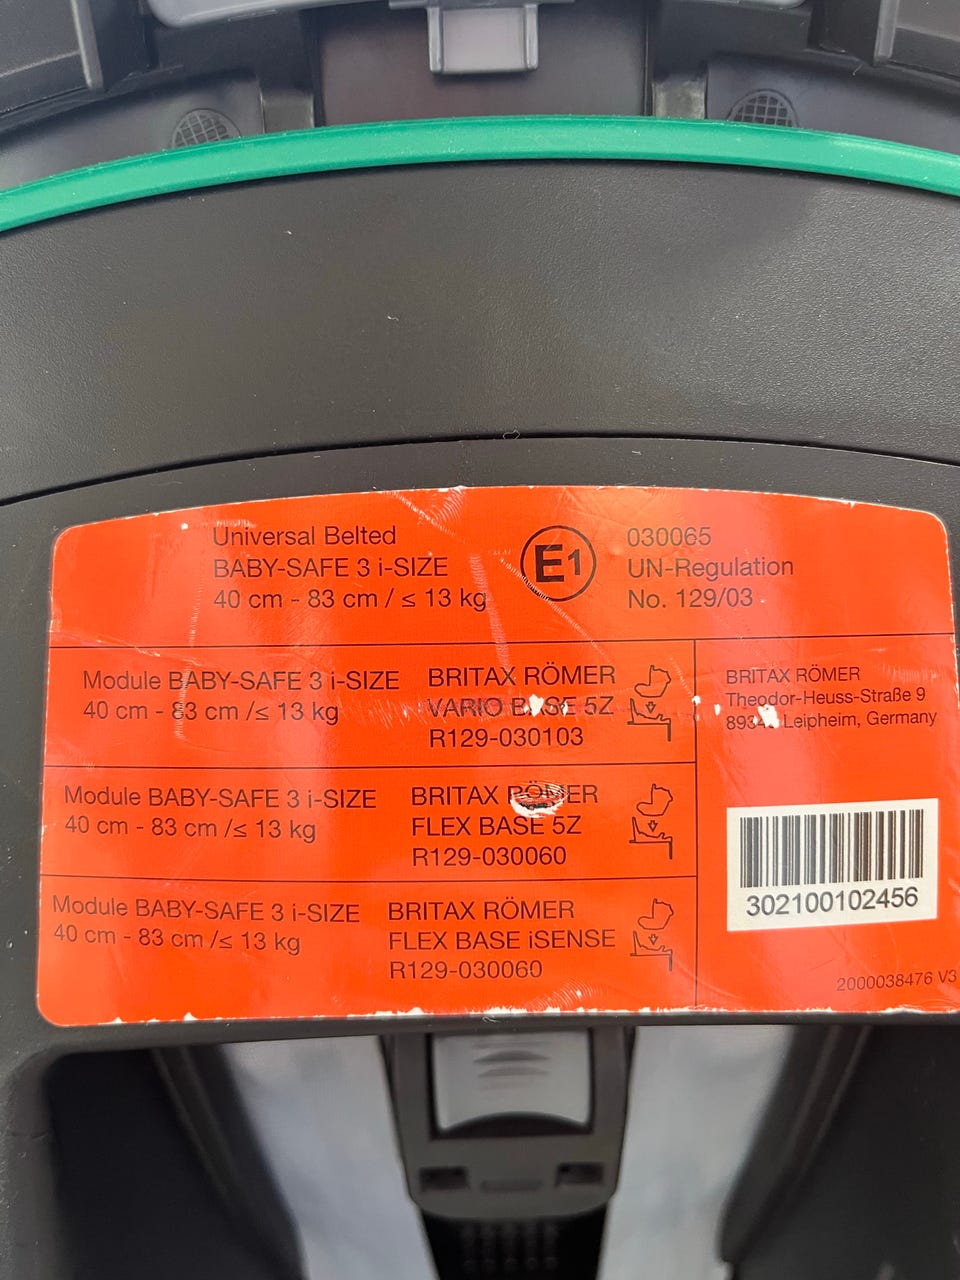 Universal Belted
BABY-SAFE 3 i-SIZE
40 cm - 83 cm / ≤ 13 kg
E1
030065
UN-Regulation
No. 129/03
Module BABY-SAFE 3 i-SIZE
40 cm - 83 cm /≤ 13 kg
BRITAX RÖMER
VARIO BASE 5Z
R129-030103
Module BABY-SAFE 3 i-SIZE
40 cm - 83 cm /≤ 13 kg
BRITAX RÖMER
FLEX BASE 5Z
R129-030060
Module BABY-SAFE 3 i-SIZE
40 cm - 83 cm /≤ 13 kg
BRITAX RÖMER
FLEX BASE iSENSE
R129-030060
BRITAX RÖMER
Theodor-Heuss-Straße 9
Leipheim, Germany
302100102456
2000038476 V3